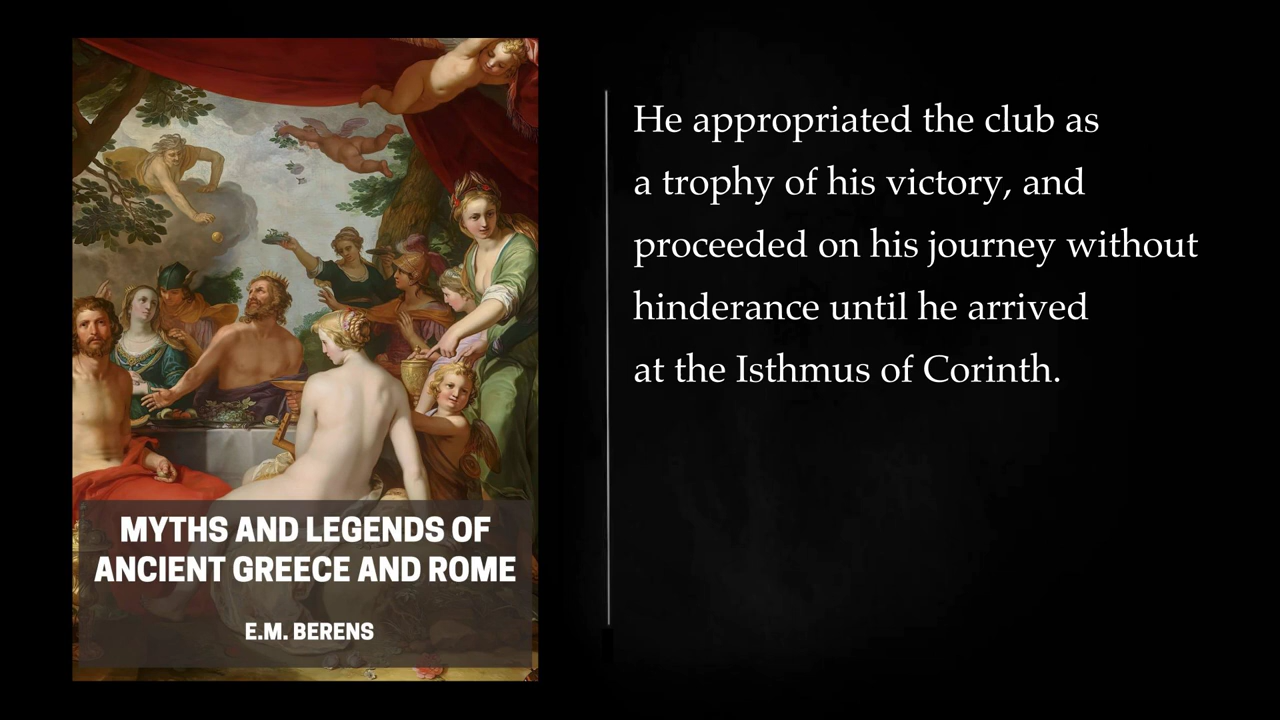 MYTHS AND LEGENDS OF
ANCIENT GREECE AND ROME
E.M. BERENS
He appropriated the club as
a trophy of his victory, and
proceeded on his journey without
hinderance until he arrived
at the Isthmus of Corinth.